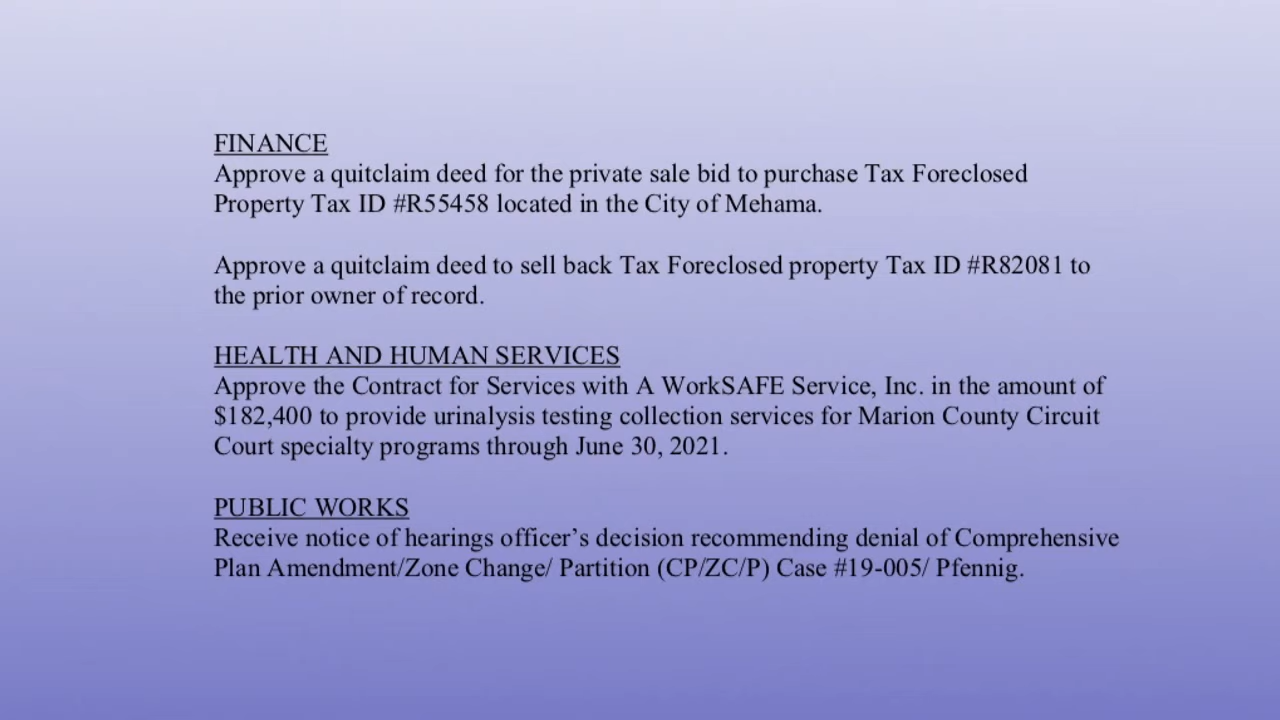 FINANCE
Approve a quitclaim deed for the private sale bid to purchase Tax Foreclosed
Property Tax ID #R55458 located in the City of Mehama.
Approve a quitclaim deed to sell back Tax Foreclosed property Tax ID #R82081 to
the prior owner of record.
HEALTH AND HUMAN SERVICES
Approve the Contract for Services with A WorkSAFE Service, Inc. in the amount of
$182,400 to provide urinalysis testing collection services for Marion County Circuit
Court specialty programs through June 30, 2021.
PUBLIC WORKS
Receive notice of hearings officer’s decision recommending denial of Comprehensive
Plan Amendment/Zone Change/ Partition (CP/ZC/P) Case #19-005/ Pfennig.